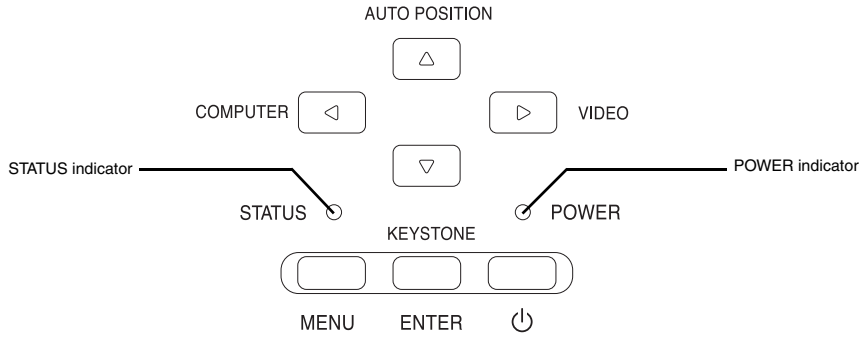 AUTO POSITION
COMPUTER
VIDEO
STATUS indicator
POWER indicator
STATUS
POWER
KEYSTONE
MENU
ENTER